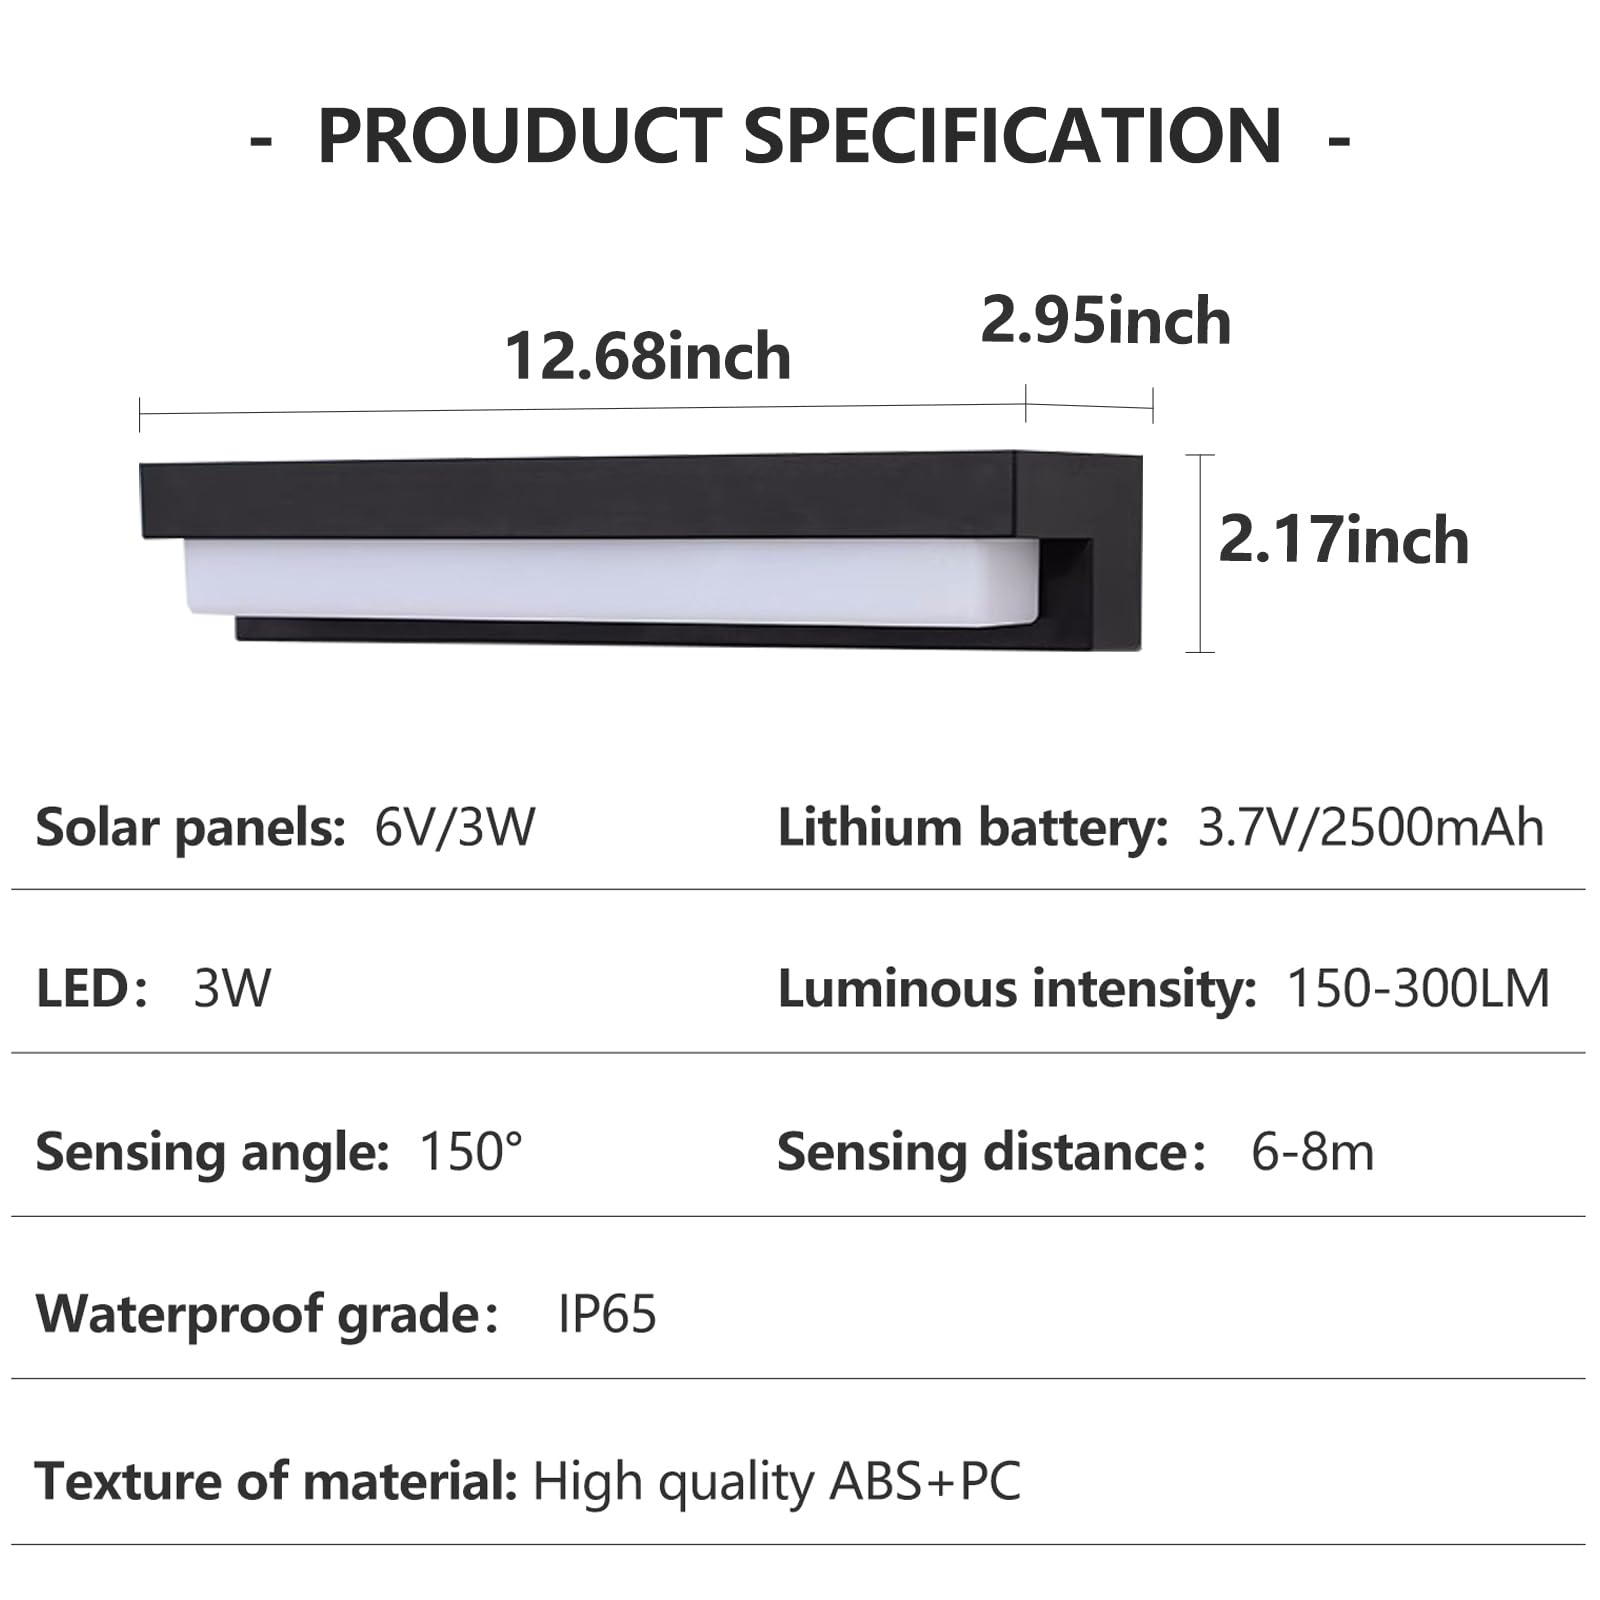 - PROUDUCT SPECIFICATION -
12.68inch
2.95inch
2.17inch
Solar panels: 6V/3W
Lithium battery: 3.7V/2500mAh
LED: 3W
Luminous intensity: 150-300LM
Sensing angle: 150°
Sensing distance: 6-8m
Waterproof grade: IP65
Texture of material: High quality ABS+PC